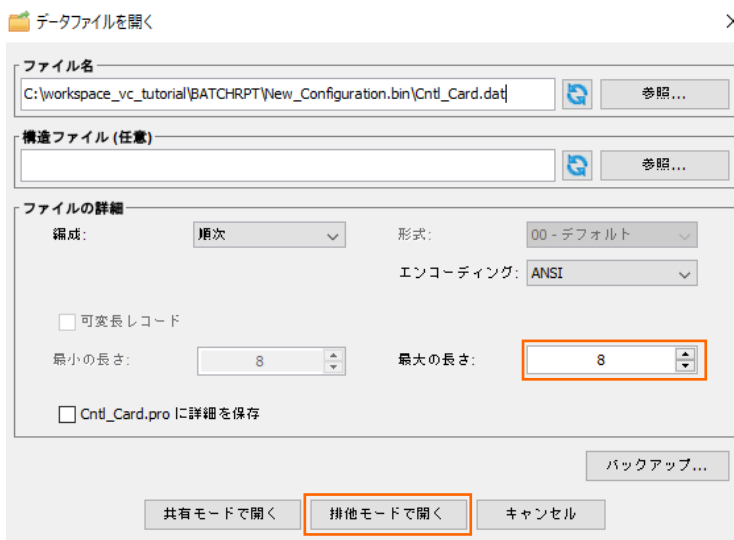 データファイルを開く
ファイル名
C:\workspace_vc_tutorial\BATCHRPT\New_Configuration.bin\Cntl_Card.dat
参照...
構造ファイル (任意)
参照...
ファイルの詳細
編成: 順次 形式: 00 - デフォルト
エンコーディング: ANSI
可変長レコード
最小の長さ: 8 最大の長さ: 8
Cntl_Card.pro に詳細を保存
バックアップ...
共有モードで開く 排他モードで開く キャンセル